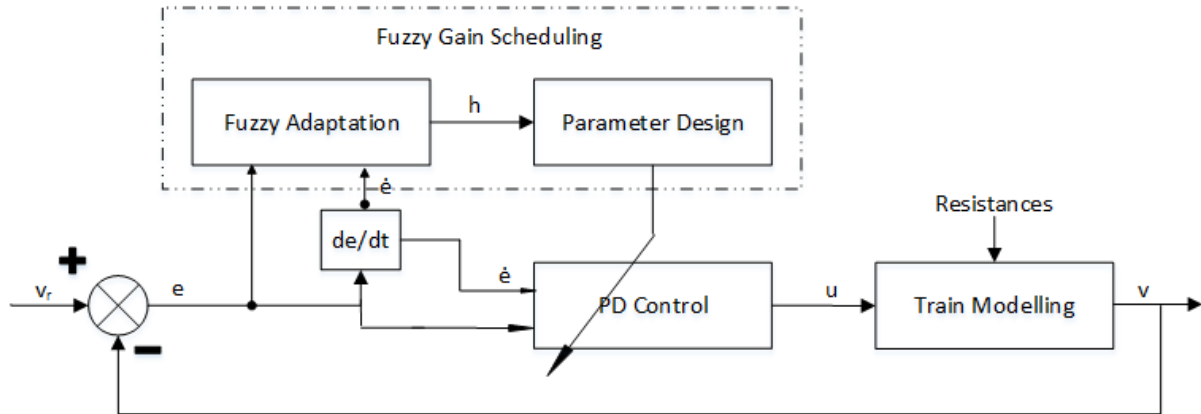 Fuzzy Gain Scheduling
Fuzzy Adaptation
h
Parameter Design
ė
de/dt
Resistances
+
vᵣ
e
ė
PD Control
u
Train Modelling
v
−